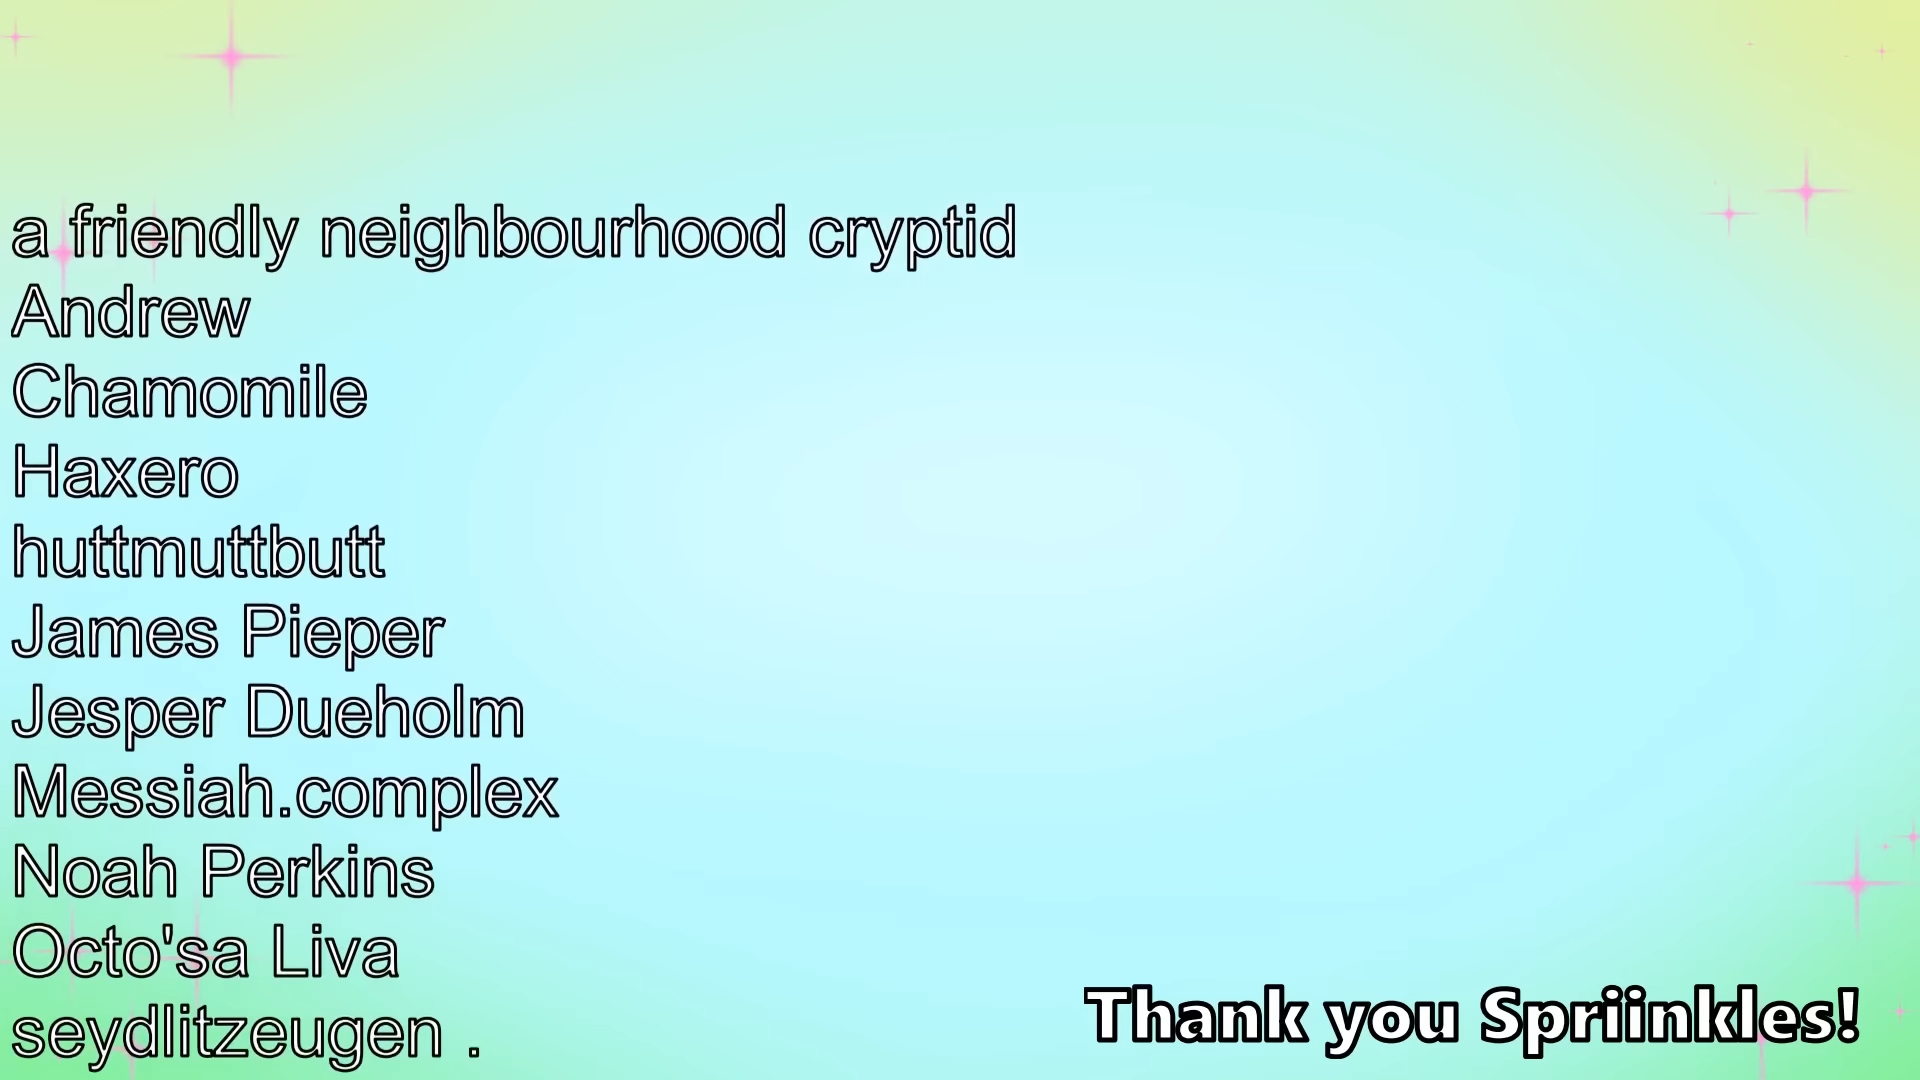 a friendly neighbourhood cryptid
Andrew
Chamomile
Haxero
huttmuttbutt
James Pieper
Jesper Dueholm
Messiah.complex
Noah Perkins
Octo'sa Liva
seydlitzeugen .
Thank you Spriinkles!